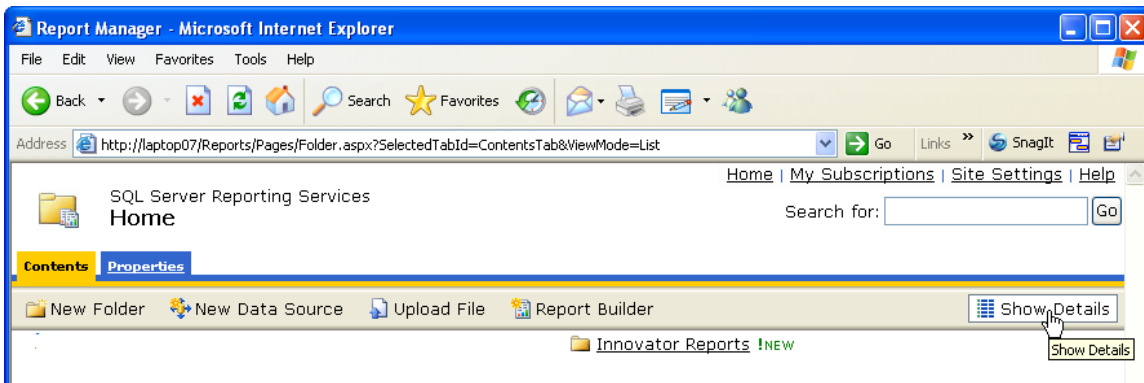 Report Manager - Microsoft Internet Explorer
File Edit View Favorites Tools Help
Back Search Favorites
Address http://laptop07/Reports/Pages/Folder.aspx?SelectedTabId=ContentsTab&ViewMode=List Go Links » SnagIt
Home | My Subscriptions | Site Settings | Help
SQL Server Reporting Services
Home
Search for: Go
Contents Properties
New Folder New Data Source Upload File Report Builder Show Details
Innovator Reports !NEW
Show Details